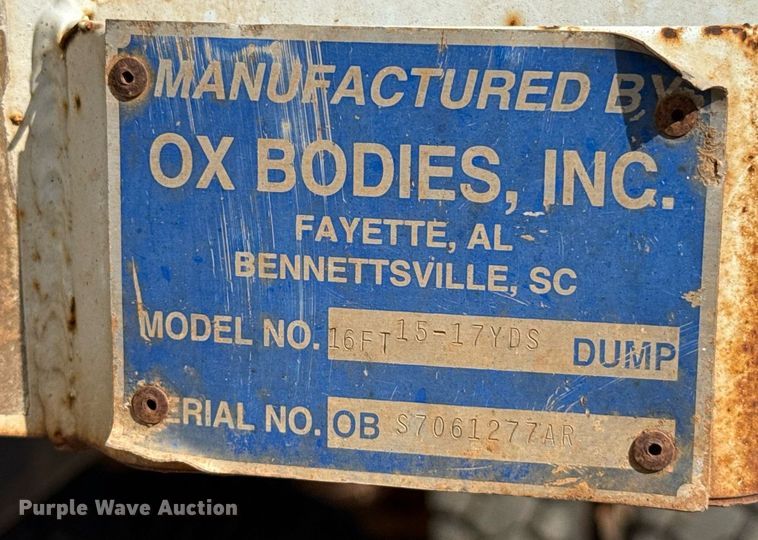 MANUFACTURED BY
OX BODIES, INC.
FAYETTE, AL
BENNETTSVILLE, SC
MODEL NO. 16FT 15-17YDS DUMP
SERIAL NO. OB S7061277AR
Purple Wave Auction